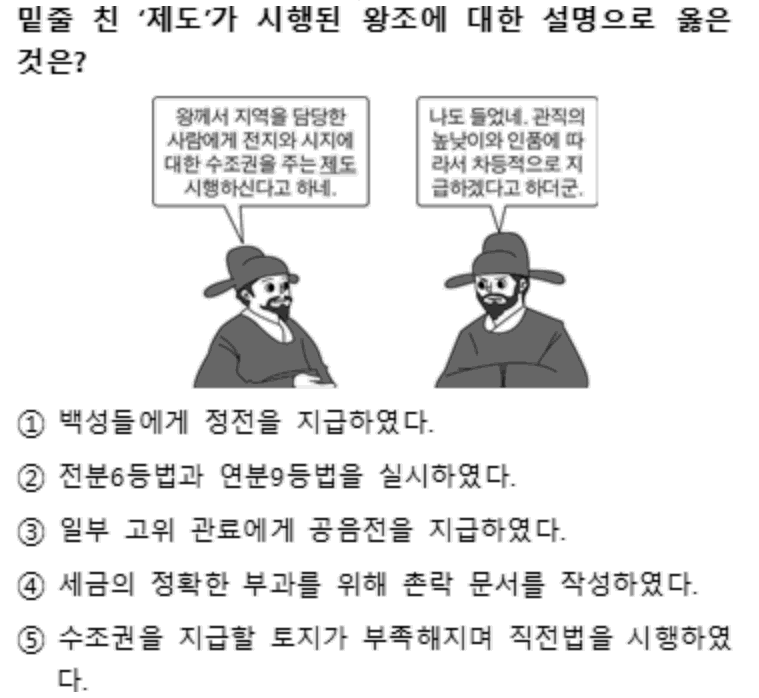 밑줄 친 ‘제도’가 시행된 왕조에 대한 설명으로 옳은
것은?
왕께서 지역을 담당한
사람에게 전지와 시지에
대한 수조권을 주는 제도
시행하신다고 하네.
나도 들었네. 관직의
높낮이와 인품에 따
라서 차등적으로 지
급하겠다고 하더군.
① 백성들에게 정전을 지급하였다.
② 전분6등법과 연분9등법을 실시하였다.
③ 일부 고위 관료에게 공음전을 지급하였다.
④ 세금의 정확한 부과를 위해 촌락 문서를 작성하였다.
⑤ 수조권을 지급할 토지가 부족해지며 직전법을 시행하였
다.